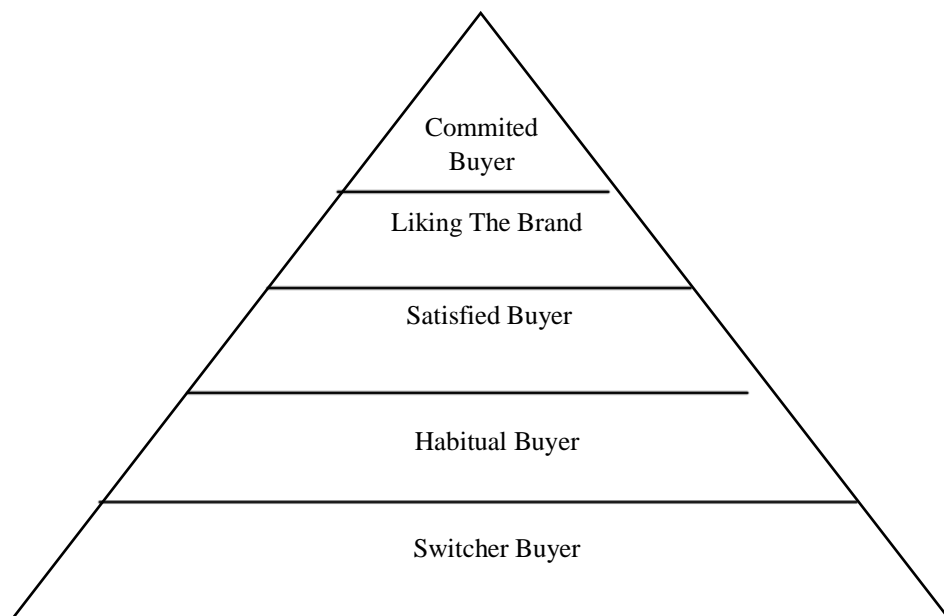 Commited
Buyer
Liking The Brand
Satisfied Buyer
Habitual Buyer
Switcher Buyer